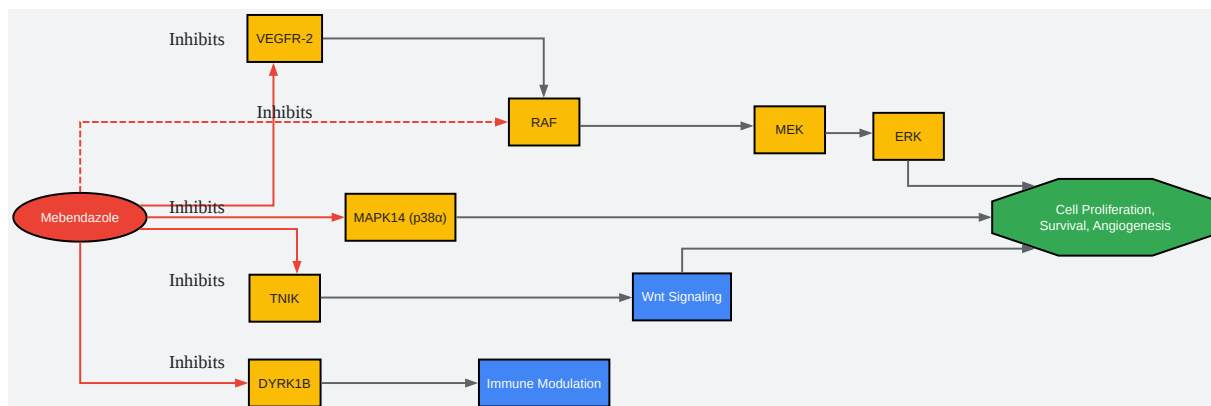 Inhibits
VEGFR-2
Inhibits
RAF
MEK
ERK
Mebendazole
Inhibits
MAPK14 (p38α)
Cell Proliferation,
Survival, Angiogenesis
Inhibits
TNIK
Wnt Signaling
Inhibits
DYRK1B
Immune Modulation